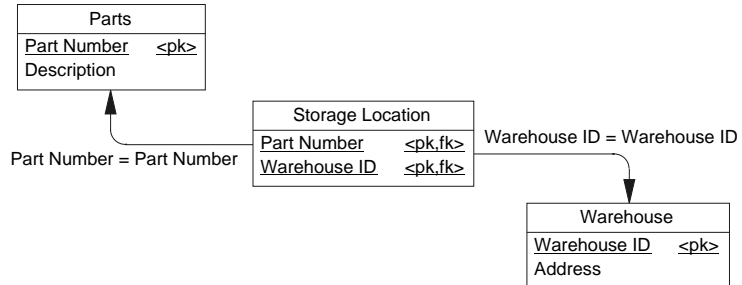 Parts
Part Number <pk>
Description
Storage Location
Part Number <pk,fk>
Warehouse ID <pk,fk>
Part Number = Part Number
Warehouse ID = Warehouse ID
Warehouse
Warehouse ID <pk>
Address